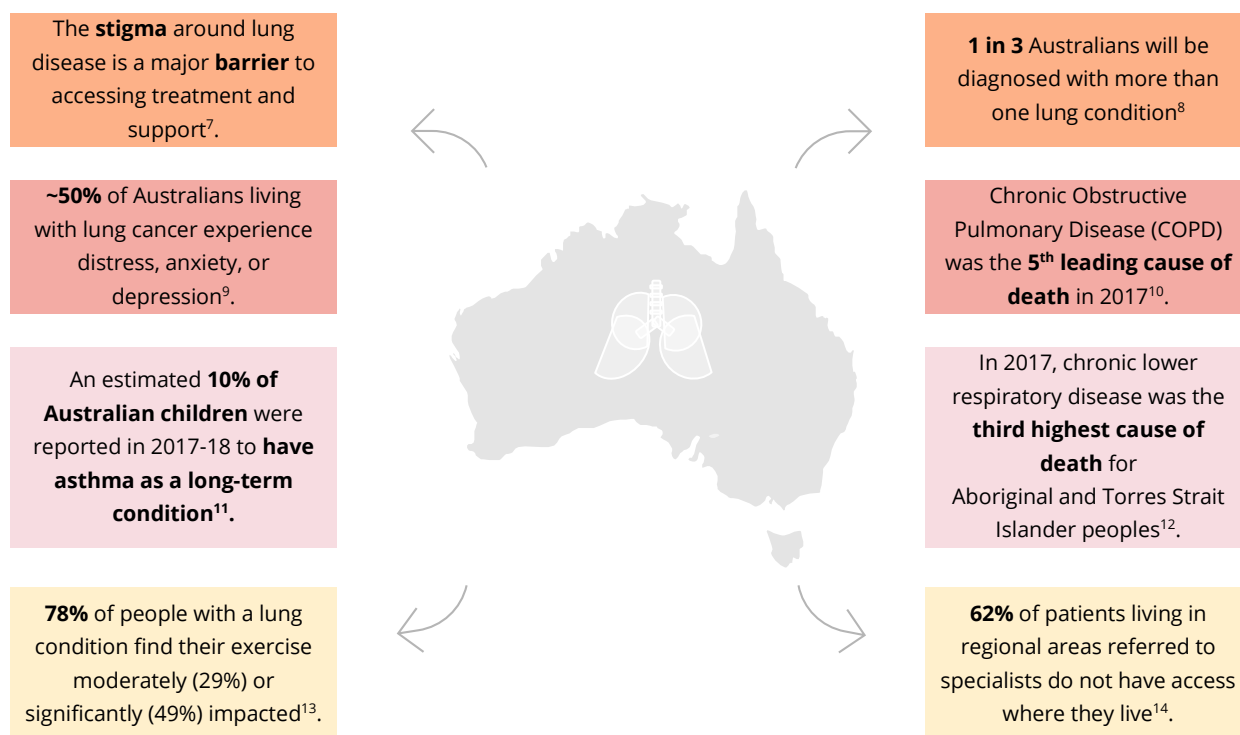 The stigma around lung
disease is a major barrier to
accessing treatment and
support⁷.
1 in 3 Australians will be
diagnosed with more than
one lung condition⁸
~50% of Australians living
with lung cancer experience
distress, anxiety, or
depression⁹.
Chronic Obstructive
Pulmonary Disease (COPD)
was the 5ᵗʰ leading cause of
death in 2017¹⁰.
An estimated 10% of
Australian children were
reported in 2017-18 to have
asthma as a long-term
condition¹¹.
In 2017, chronic lower
respiratory disease was the
third highest cause of
death for
Aboriginal and Torres Strait
Islander peoples¹².
78% of people with a lung
condition find their exercise
moderately (29%) or
significantly (49%) impacted¹³.
62% of patients living in
regional areas referred to
specialists do not have access
where they live¹⁴.